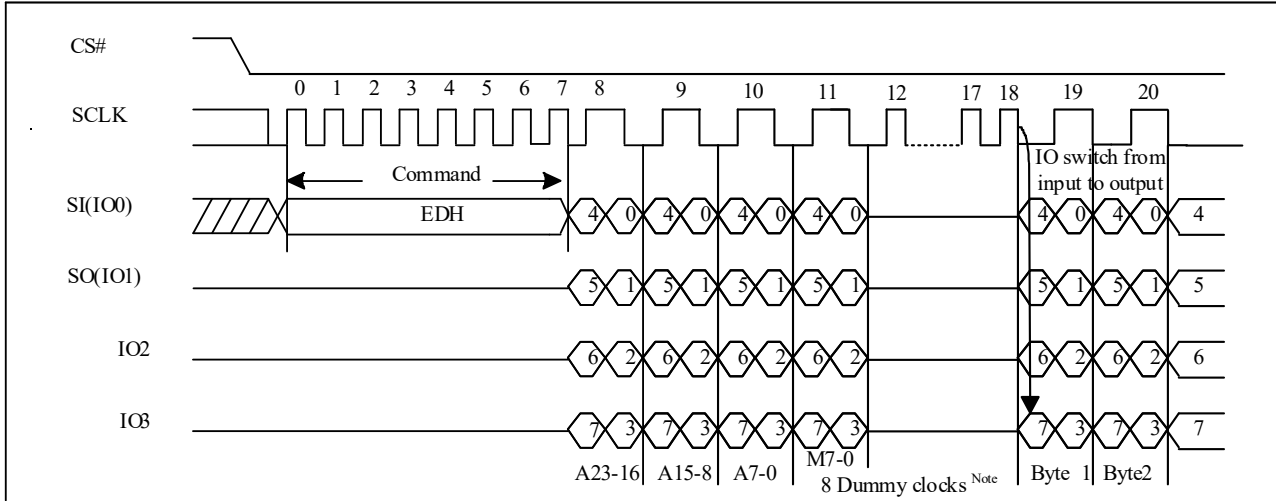 CS#
0 1 2 3 4 5 6 7 8 9 10 11 12 17 18 19 20
SCLK
IO switch from
input to output
Command
SI(IO0) EDH 4 0 4 0 4 0 4 0 4 0 4 0 4
SO(IO1) 5 1 5 1 5 1 5 1 5 1 5 1 5
IO2 6 2 6 2 6 2 6 2 6 2 6 2 6
IO3 7 3 7 3 7 3 7 3 7 3 7 3 7
A23-16 A15-8 A7-0 M7-0 8 Dummy clocks Note Byte 1 Byte2